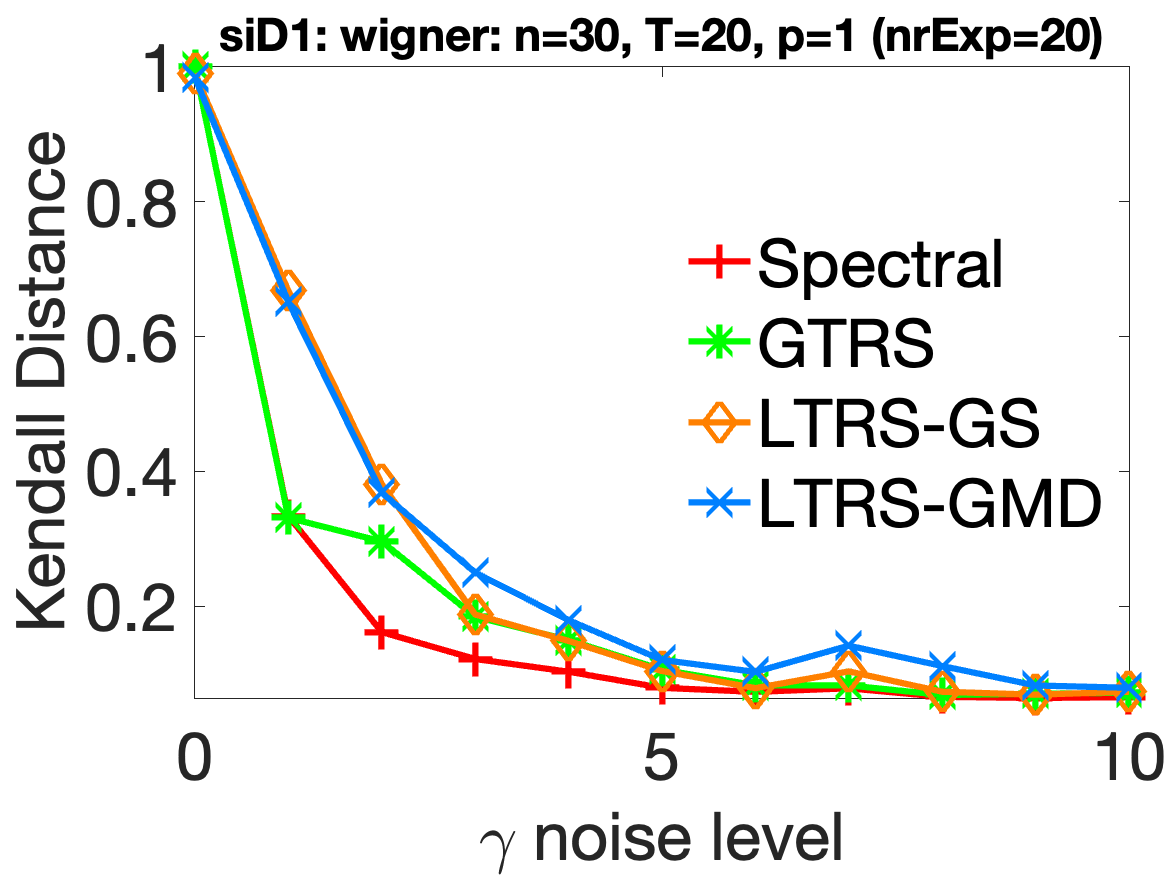 siD1: wigner: n=30, T=20, p=1 (nrExp=20)
Kendall Distance
1
0.8
0.6
0.4
0.2
Spectral
GTRS
LTRS-GS
LTRS-GMD
0 5 10
γ noise level